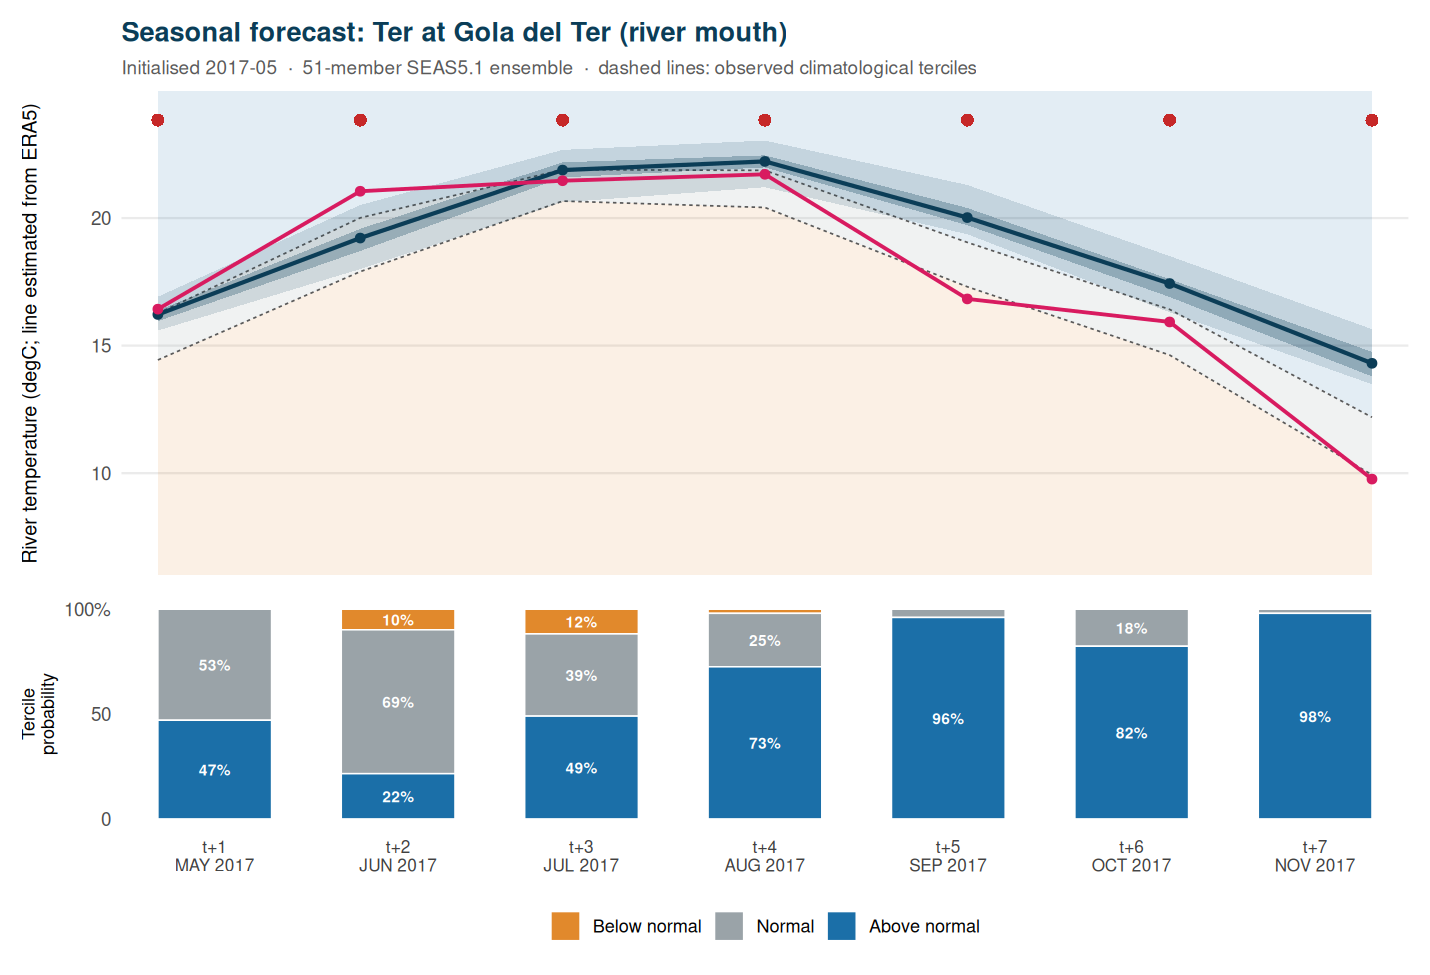 Seasonal forecast: Ter at Gola del Ter (river mouth)
Initialised 2017-05 · 51-member SEAS5.1 ensemble · dashed lines: observed climatological terciles
River temperature (degC; line estimated from ERA5)
20
15
10
Tercile
probability
100%
50
0
53%
47%
10%
69%
22%
12%
39%
49%
25%
73%
96%
18%
82%
98%
t+1
MAY 2017
t+2
JUN 2017
t+3
JUL 2017
t+4
AUG 2017
t+5
SEP 2017
t+6
OCT 2017
t+7
NOV 2017
Below normal
Normal
Above normal